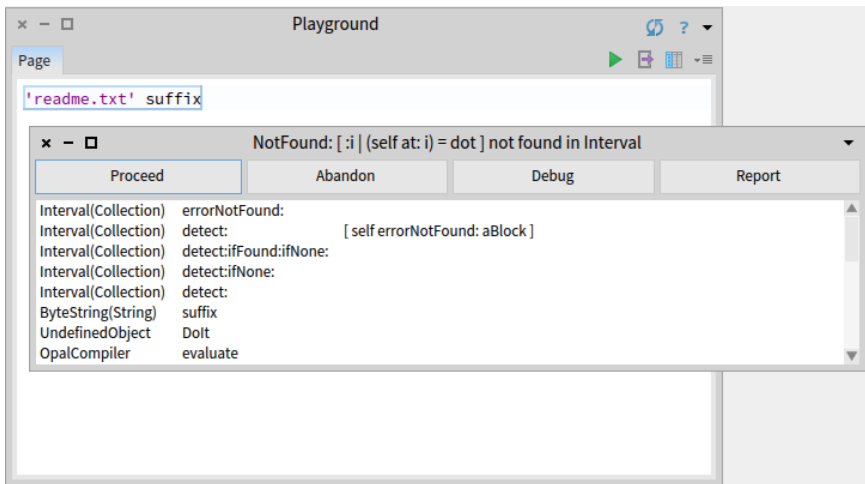 Playground
?
Page
'readme.txt' suffix
NotFound: [ :i | (self at: i) = dot ] not found in Interval
Proceed Abandon Debug Report
Interval(Collection) errorNotFound:
Interval(Collection) detect: [ self errorNotFound: aBlock ]
Interval(Collection) detect:ifFound:ifNone:
Interval(Collection) detect:ifNone:
Interval(Collection) detect:
ByteString(String) suffix
UndefinedObject DoIt
OpalCompiler evaluate